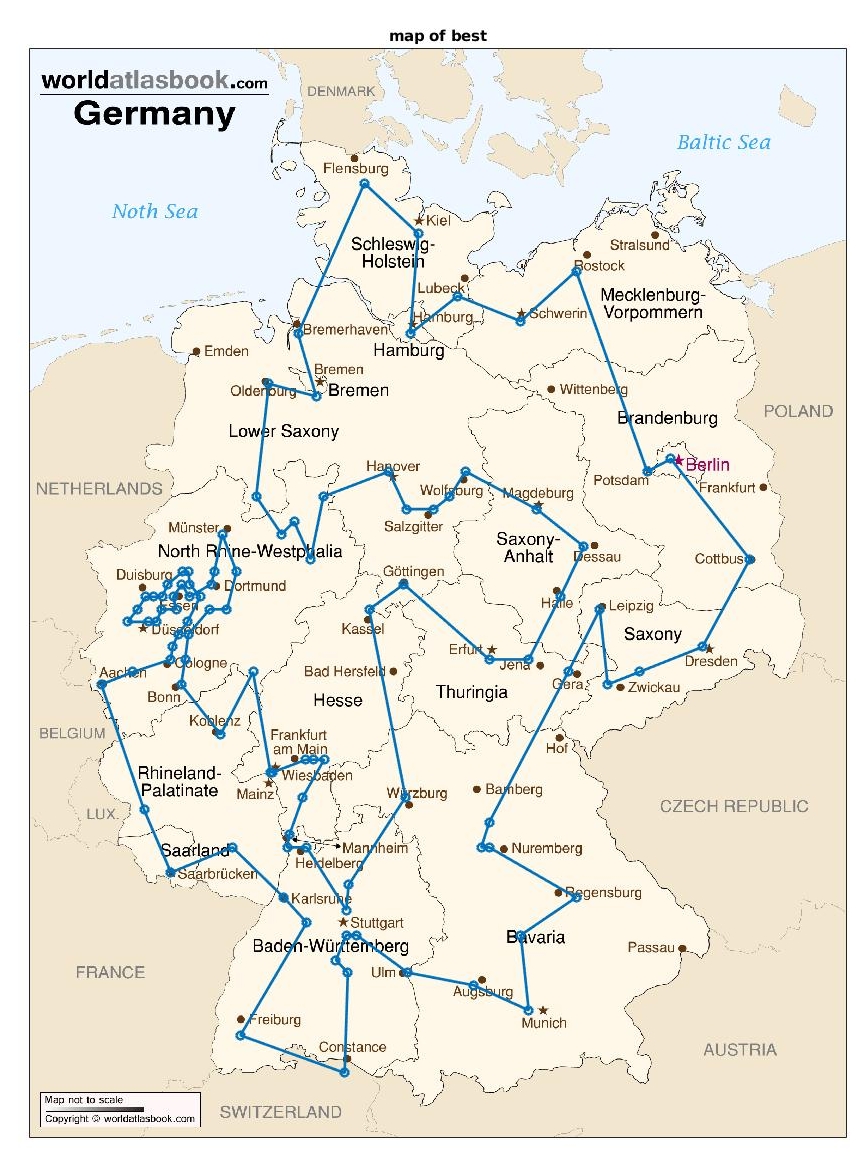 map of best
worldatlasbook.com
Germany
DENMARK
Baltic Sea
Noth Sea
Flensburg
Kiel
Schleswig-
Holstein
Stralsund
Rostock
Lubeck
Mecklenburg-
Vorpommern
Hamburg
Schwerin
Bremerhaven
Hamburg
Emden
Bremen
Oldenburg
Bremen
Wittenberg
Brandenburg
POLAND
Lower Saxony
Hanover
Wolfsburg
Berlin
Potsdam
Frankfurt
NETHERLANDS
Magdeburg
Salzgitter
Münster
North Rhine-Westphalia
Saxony-
Anhalt
Dessau
Cottbus
Duisburg
Dortmund
Göttingen
Essen
Halle
Leipzig
Düsseldorf
Kassel
Saxony
Erfurt
Jena
Dresden
Cologne
Aachen
Bad Hersfeld
Gera
Zwickau
Bonn
Hesse
Thuringia
Koblenz
BELGIUM
Frankfurt
am Main
Hof
Rhineland-
Palatinate
Wiesbaden
Mainz
Würzburg
Bamberg
CZECH REPUBLIC
LUX.
Saarland
Mannheim
Nuremberg
Heidelberg
Saarbrücken
Karlsruhe
Regensburg
Stuttgart
Baden-Württemberg
Bavaria
Passau
FRANCE
Ulm
Augsburg
Freiburg
Munich
Constance
AUSTRIA
Map not to scale
Copyright © worldatlasbook.com
SWITZERLAND